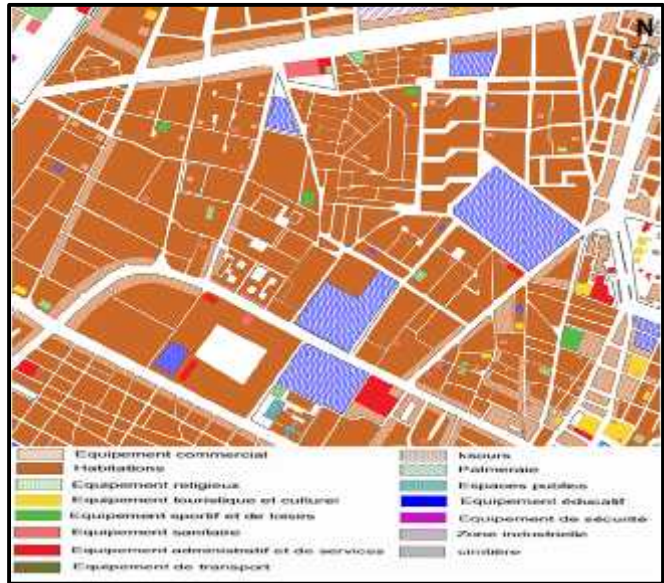 N
Equipement commercial
Habitations
Equipement religieux
Equipement touristique et culturel
Equipement sportif et de loisirs
Equipement sanitaire
Equipement administratif et de services
Equipement de transport
ksours
Palmeraie
Espaces publics
Equipement éducatif
Equipement de sécurité
Zone industrielle